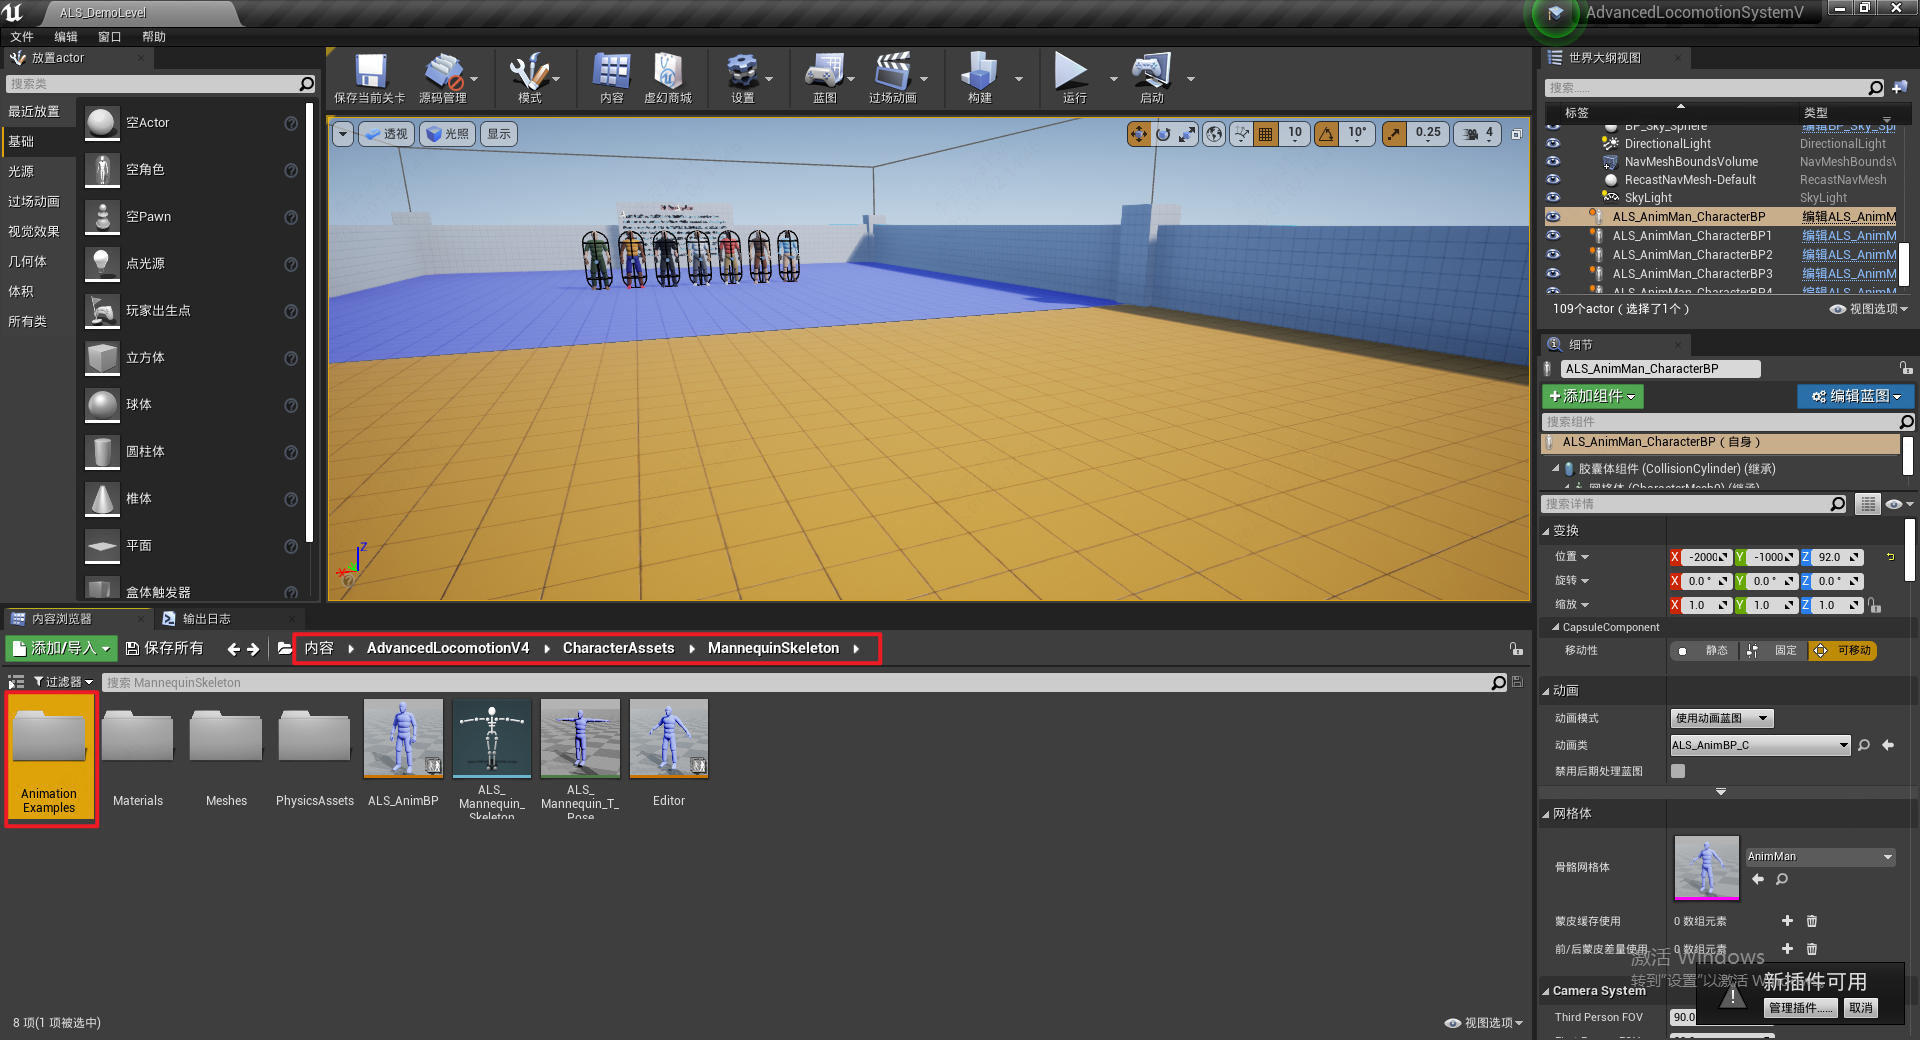 ALS_DemoLevel
AdvancedLocomotionSystemV
文件 编辑 窗口 帮助
放置actor
搜索类
最近放置
基础
光源
过场动画
视觉效果
几何体
体积
所有类
空Actor
空角色
空Pawn
点光源
玩家出生点
立方体
球体
圆柱体
椎体
平面
盒体触发器
保存当前关卡 源码管理 模式 内容 虚幻商城 设置 蓝图 过场动画 构建 运行 启动
透视 光照 显示
10 10° 0.25 4
Z
世界大纲视图
搜索......
标签 类型
BP_Sky_Sphere 编辑BP_Sky_Sp
DirectionalLight DirectionalLight
NavMeshBoundsVolume NavMeshBoundsV
RecastNavMesh-Default RecastNavMesh
SkyLight SkyLight
ALS_AnimMan_CharacterBP 编辑ALS_AnimM
ALS_AnimMan_CharacterBP1 编辑ALS_AnimM
ALS_AnimMan_CharacterBP2 编辑ALS_AnimM
ALS_AnimMan_CharacterBP3 编辑ALS_AnimM
ALS_AnimMan_CharacterBP4 编辑ALS_AnimM
109个actor（选择了1个） 视图选项
细节
ALS_AnimMan_CharacterBP
添加组件 编辑蓝图
搜索组件
ALS_AnimMan_CharacterBP（自身）
胶囊体组件 (CollisionCylinder) (继承)
网格体 (CharacterMesh0) (继承)
搜索详情
变换
位置 X -2000 Y -1000 Z 92.0
旋转 X 0.0 ° Y 0.0 ° Z 0.0 °
缩放 X 1.0 Y 1.0 Z 1.0
CapsuleComponent
移动性 静态 固定 可移动
动画
动画模式 使用动画蓝图
动画类 ALS_AnimBP_C
禁用后期处理蓝图
网格体
骨骼网格体 AnimMan
蒙皮缓存使用 0 数组元素
前/后蒙皮差量使用 0 数组元素
Camera System
Third Person FOV 90.0
激活 Windows
转到"设置"以激活 W
新插件可用
管理插件...... 取消
内容浏览器 输出日志
添加/导入 保存所有 内容 AdvancedLocomotionV4 CharacterAssets MannequinSkeleton
过滤器 搜索 MannequinSkeleton
Animation
Examples
Materials
Meshes
PhysicsAssets
ALS_AnimBP
ALS_
Mannequin_
Skeleton
ALS_
Mannequin_T_
Pose
Editor
8 项(1 项被选中) 视图选项